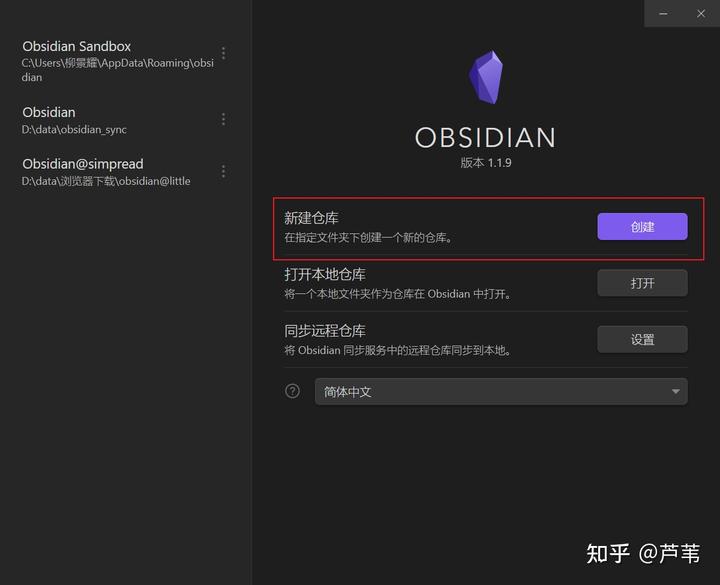 Obsidian Sandbox
C:\Users\柳景耀\AppData\Roaming\obsi
dian
Obsidian
D:\data\obsidian_sync
Obsidian@simpread
D:\data\浏览器下载\obsidian@little
OBSIDIAN
版本 1.1.9
新建仓库
在指定文件夹下创建一个新的仓库。
创建
打开本地仓库
将一个本地文件夹作为仓库在 Obsidian 中打开。
打开
同步远程仓库
将 Obsidian 同步服务中的远程仓库同步到本地。
设置
?
简体中文
知乎 @芦苇